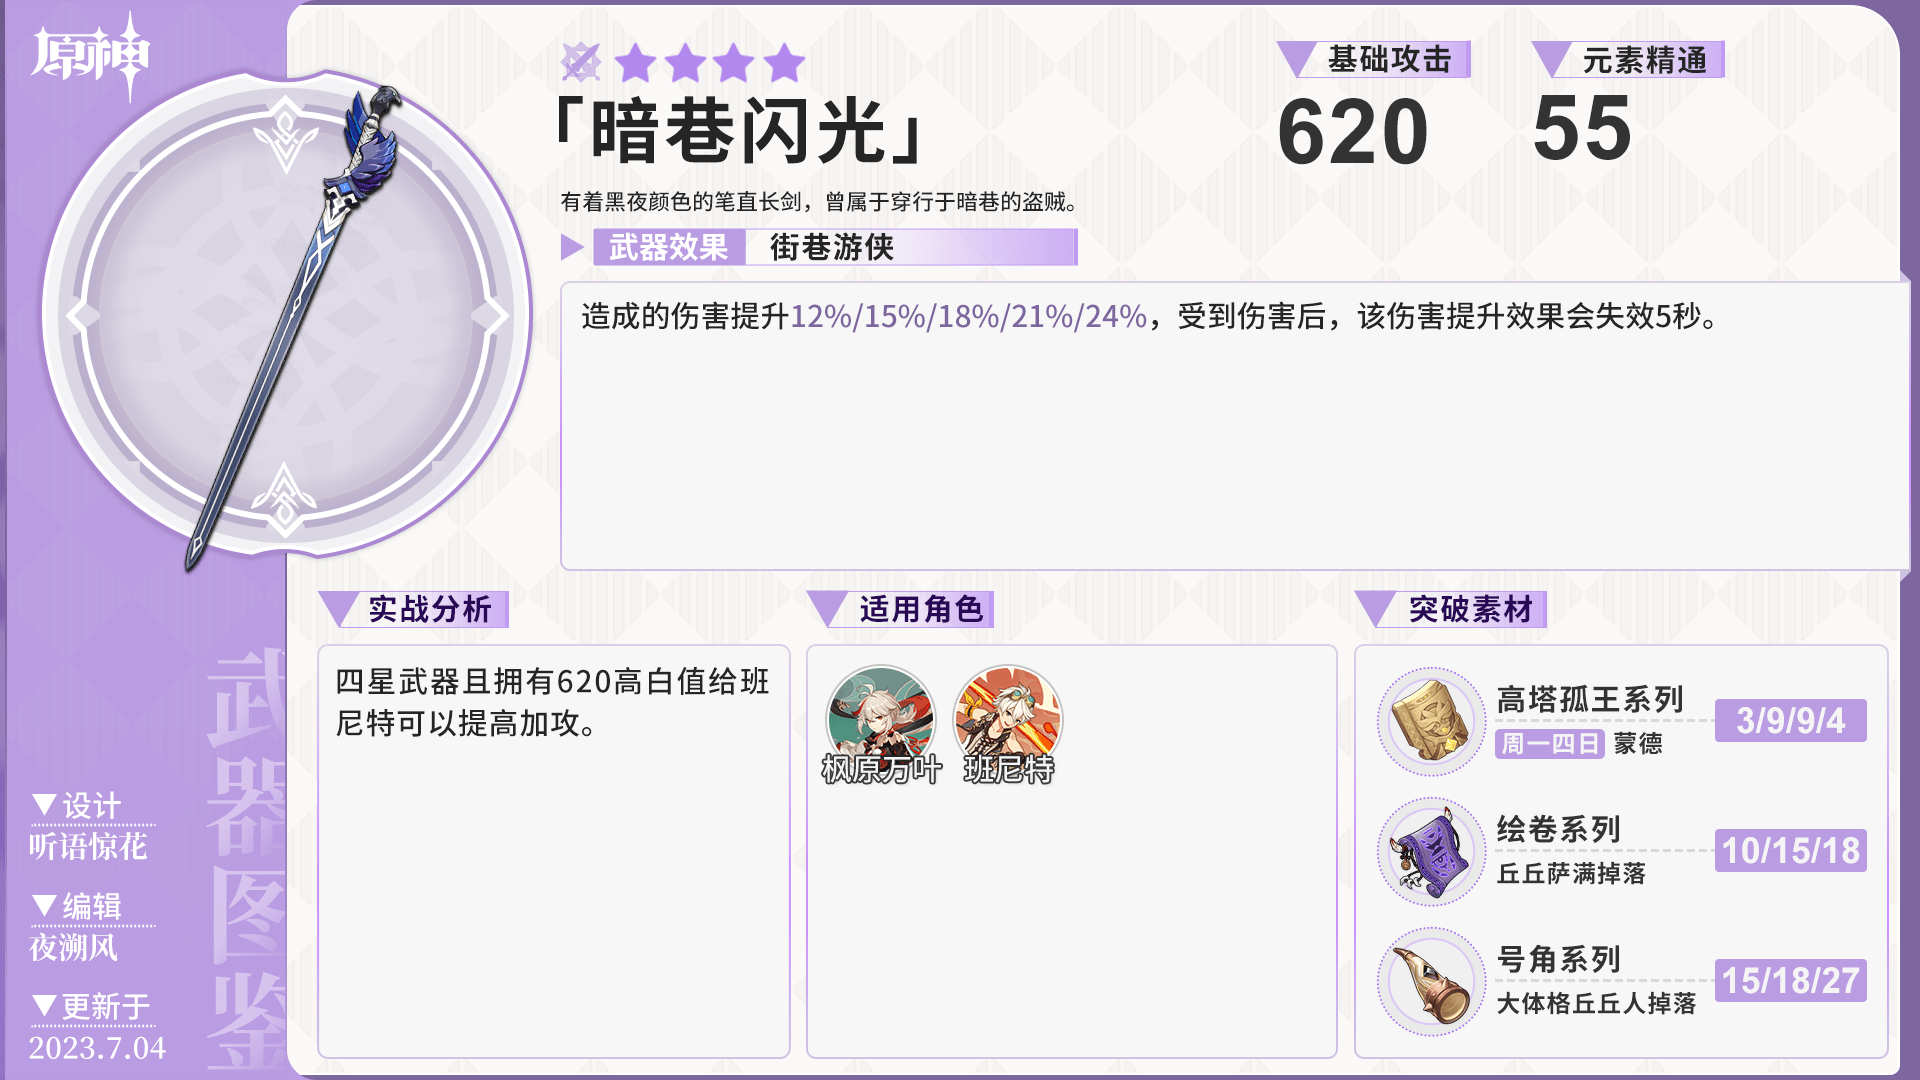 原神
「暗巷闪光」
有着黑夜颜色的笔直长剑，曾属于穿行于暗巷的盗贼。
基础攻击
620
元素精通
55
武器效果 街巷游侠
造成的伤害提升12%/15%/18%/21%/24%，受到伤害后，该伤害提升效果会失效5秒。
实战分析
四星武器且拥有620高白值给班
尼特可以提高加攻。
适用角色
枫原万叶 班尼特
突破素材
高塔孤王系列
周一四日 蒙德
3/9/9/4
绘卷系列
丘丘萨满掉落
10/15/18
号角系列
大体格丘丘人掉落
15/18/27
武器图鉴
▼设计
听语惊花
▼编辑
夜溯风
▼更新于
2023.7.04